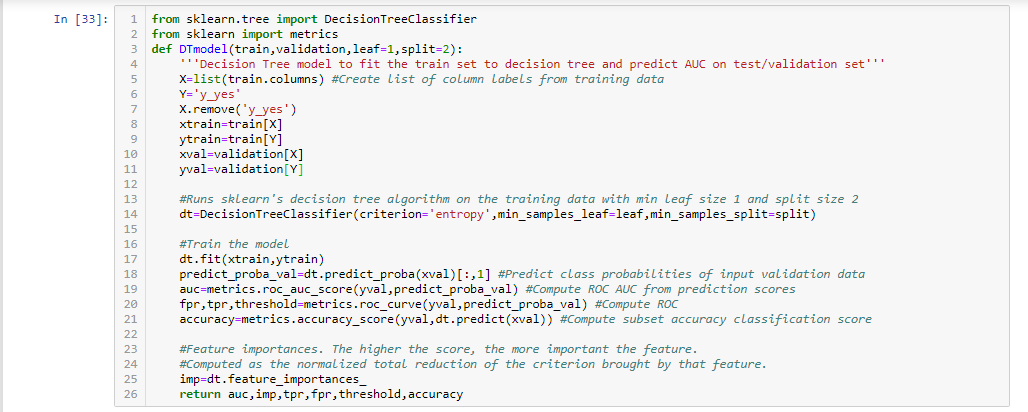 In [33]:
1 from sklearn.tree import DecisionTreeClassifier
2 from sklearn import metrics
3 def DTmodel(train,validation,leaf=1,split=2):
4     '''Decision Tree model to fit the train set to decision tree and predict AUC on test/validation set'''
5     X=list(train.columns) #Create list of column labels from training data
6     Y='y_yes'
7     X.remove('y_yes')
8     xtrain=train[X]
9     ytrain=train[Y]
10     xval=validation[X]
11     yval=validation[Y]
12
13     #Runs sklearn's decision tree algorithm on the training data with min leaf size 1 and split size 2
14     dt=DecisionTreeClassifier(criterion='entropy',min_samples_leaf=leaf,min_samples_split=split)
15
16     #Train the model
17     dt.fit(xtrain,ytrain)
18     predict_proba_val=dt.predict_proba(xval)[:,1] #Predict class probabilities of input validation data
19     auc=metrics.roc_auc_score(yval,predict_proba_val) #Compute ROC AUC from prediction scores
20     fpr,tpr,threshold=metrics.roc_curve(yval,predict_proba_val) #Compute ROC
21     accuracy=metrics.accuracy_score(yval,dt.predict(xval)) #Compute subset accuracy classification score
22
23     #Feature importances. The higher the score, the more important the feature.
24     #Computed as the normalized total reduction of the criterion brought by that feature.
25     imp=dt.feature_importances_
26     return auc,imp,tpr,fpr,threshold,accuracy